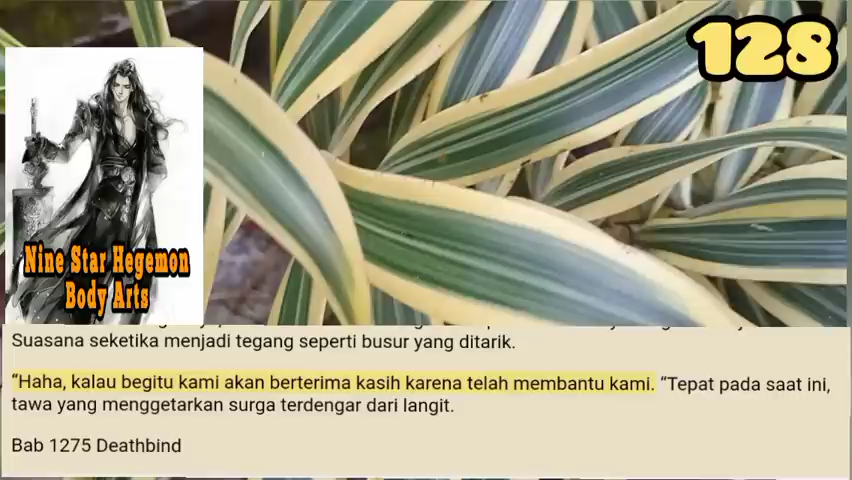 128
Nine Star Hegemon
Body Arts
Suasana seketika menjadi tegang seperti busur yang ditarik.
“Haha, kalau begitu kami akan berterima kasih karena telah membantu kami. “Tepat pada saat ini,
tawa yang menggetarkan surga terdengar dari langit.
Bab 1275 Deathbind